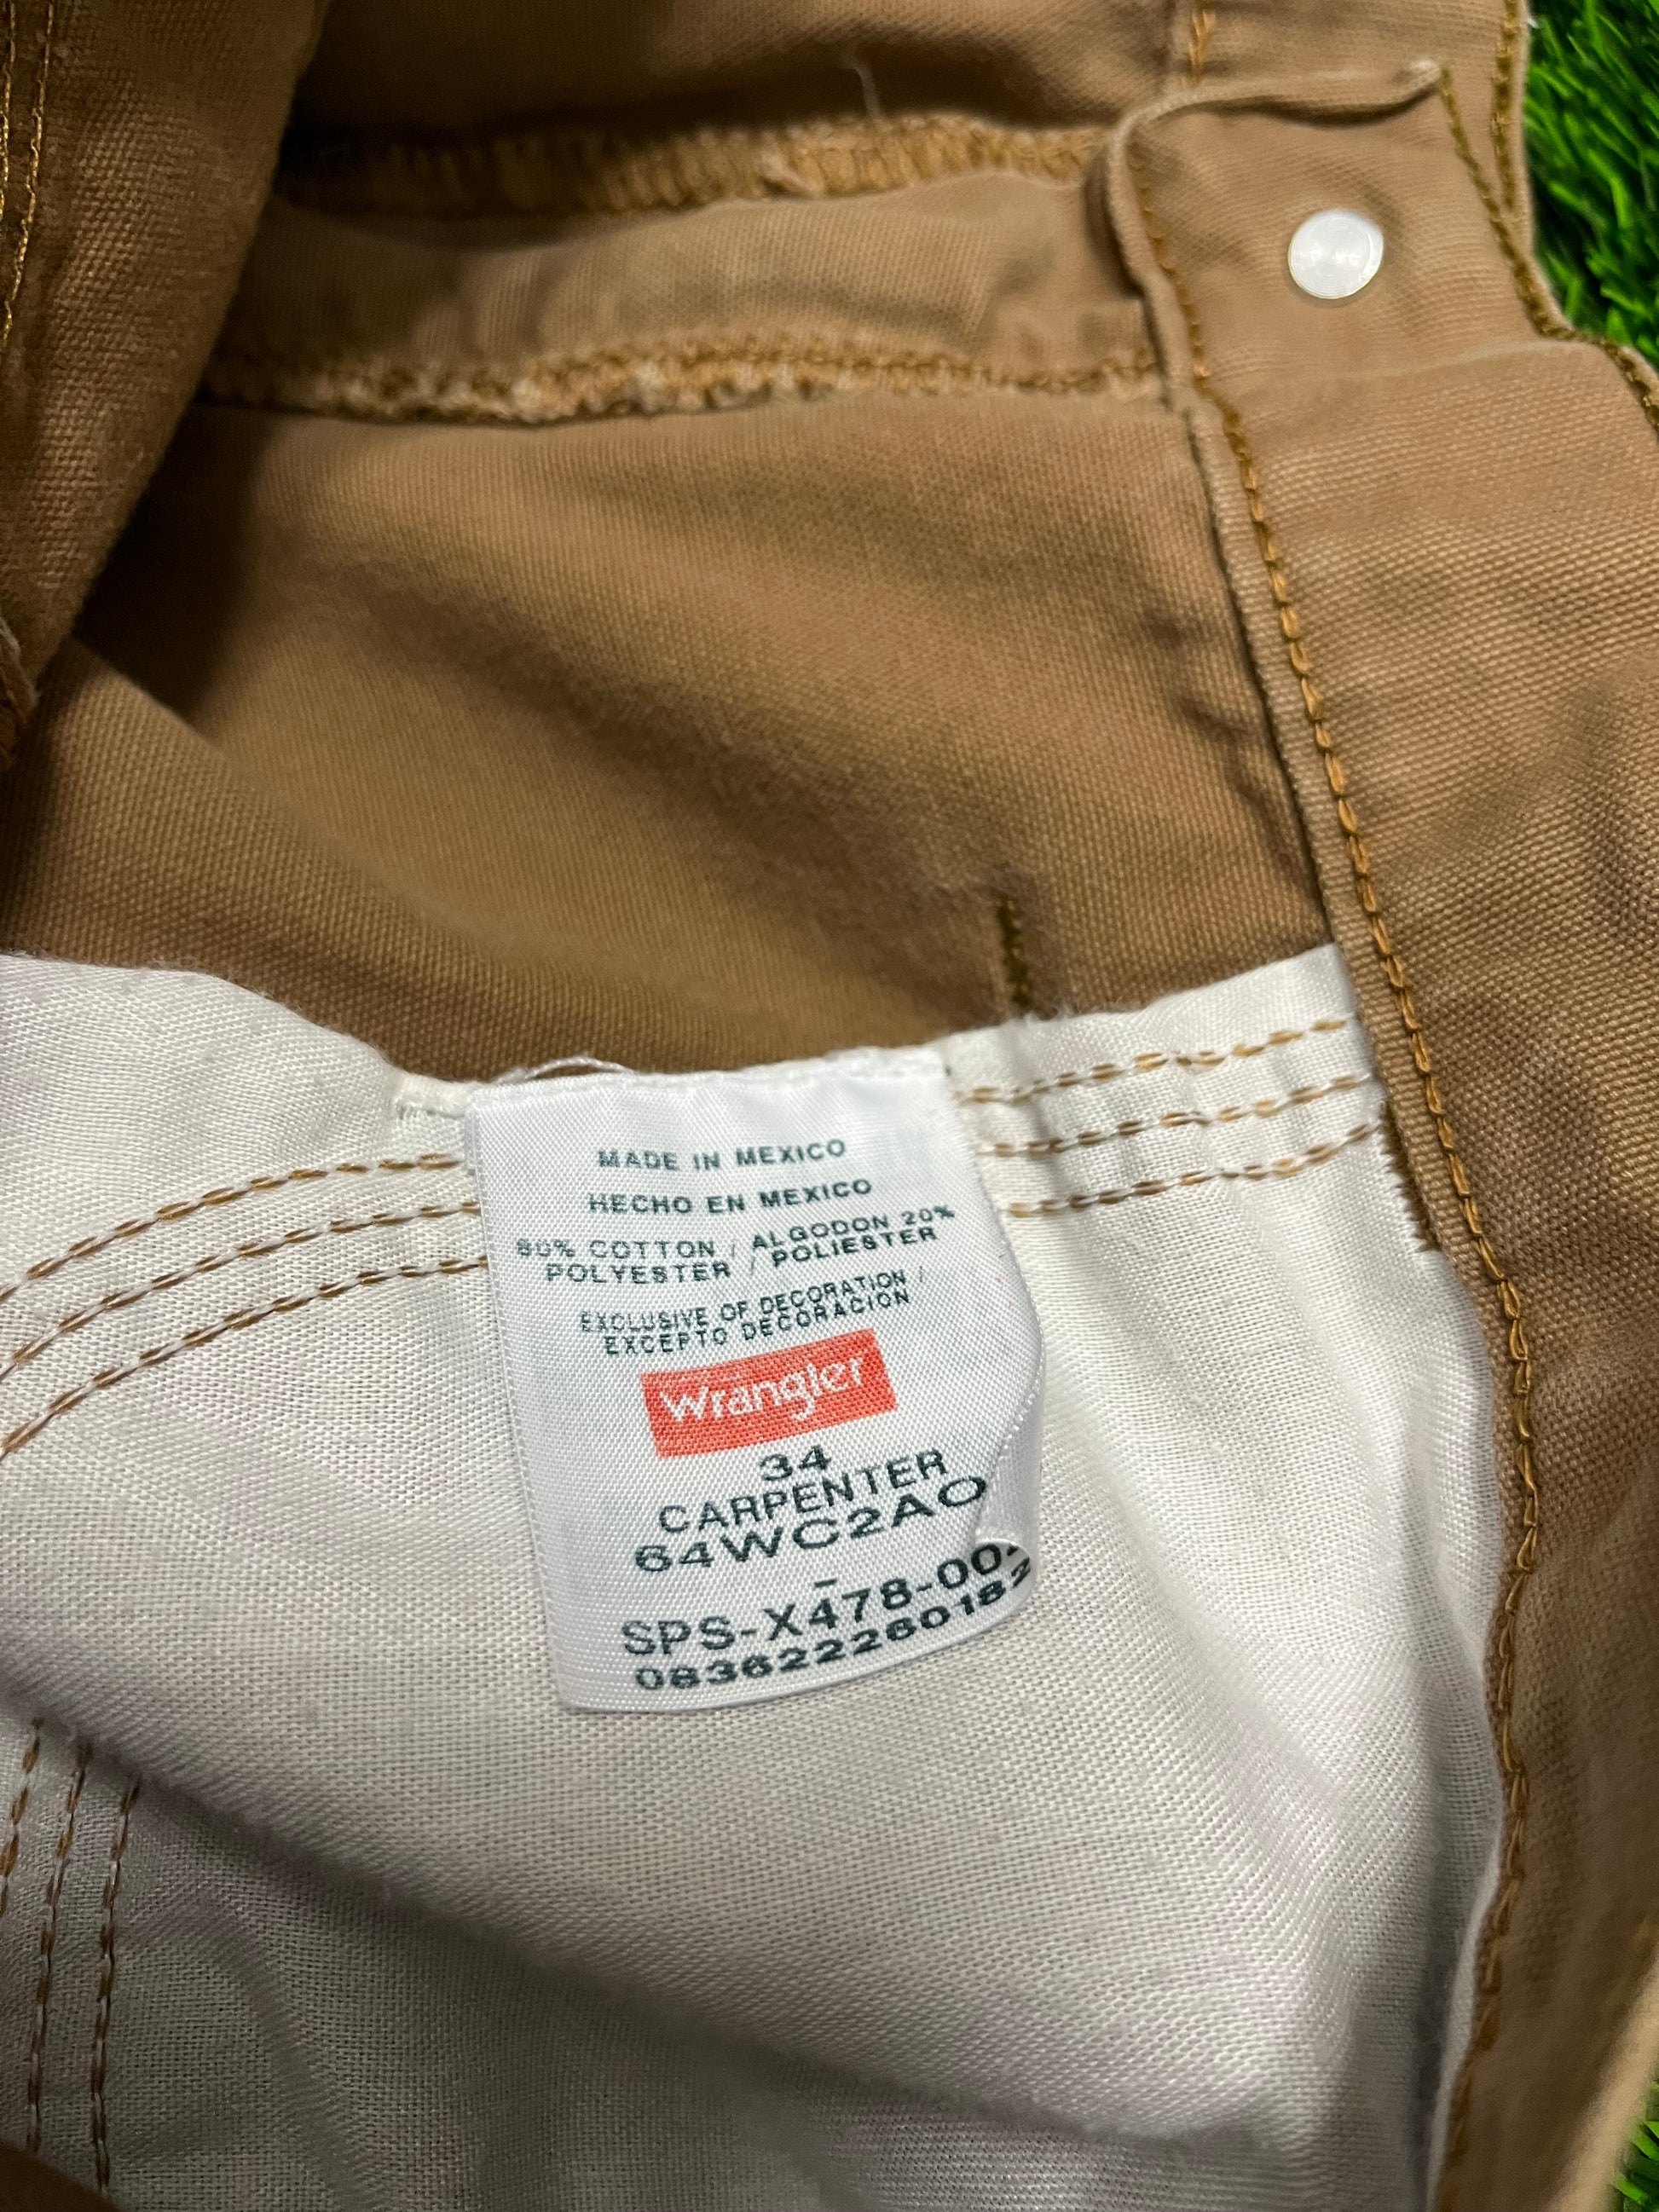 MADE IN MEXICO
HECHO EN MEXICO
80% COTTON / ALGODON 20%
POLYESTER / POLIESTER
EXCLUSIVE OF DECORATION /
EXCEPTO DECORACION
Wrangler
34
CARPENTER
64WC2AO
SPS-X478-00
083622260182